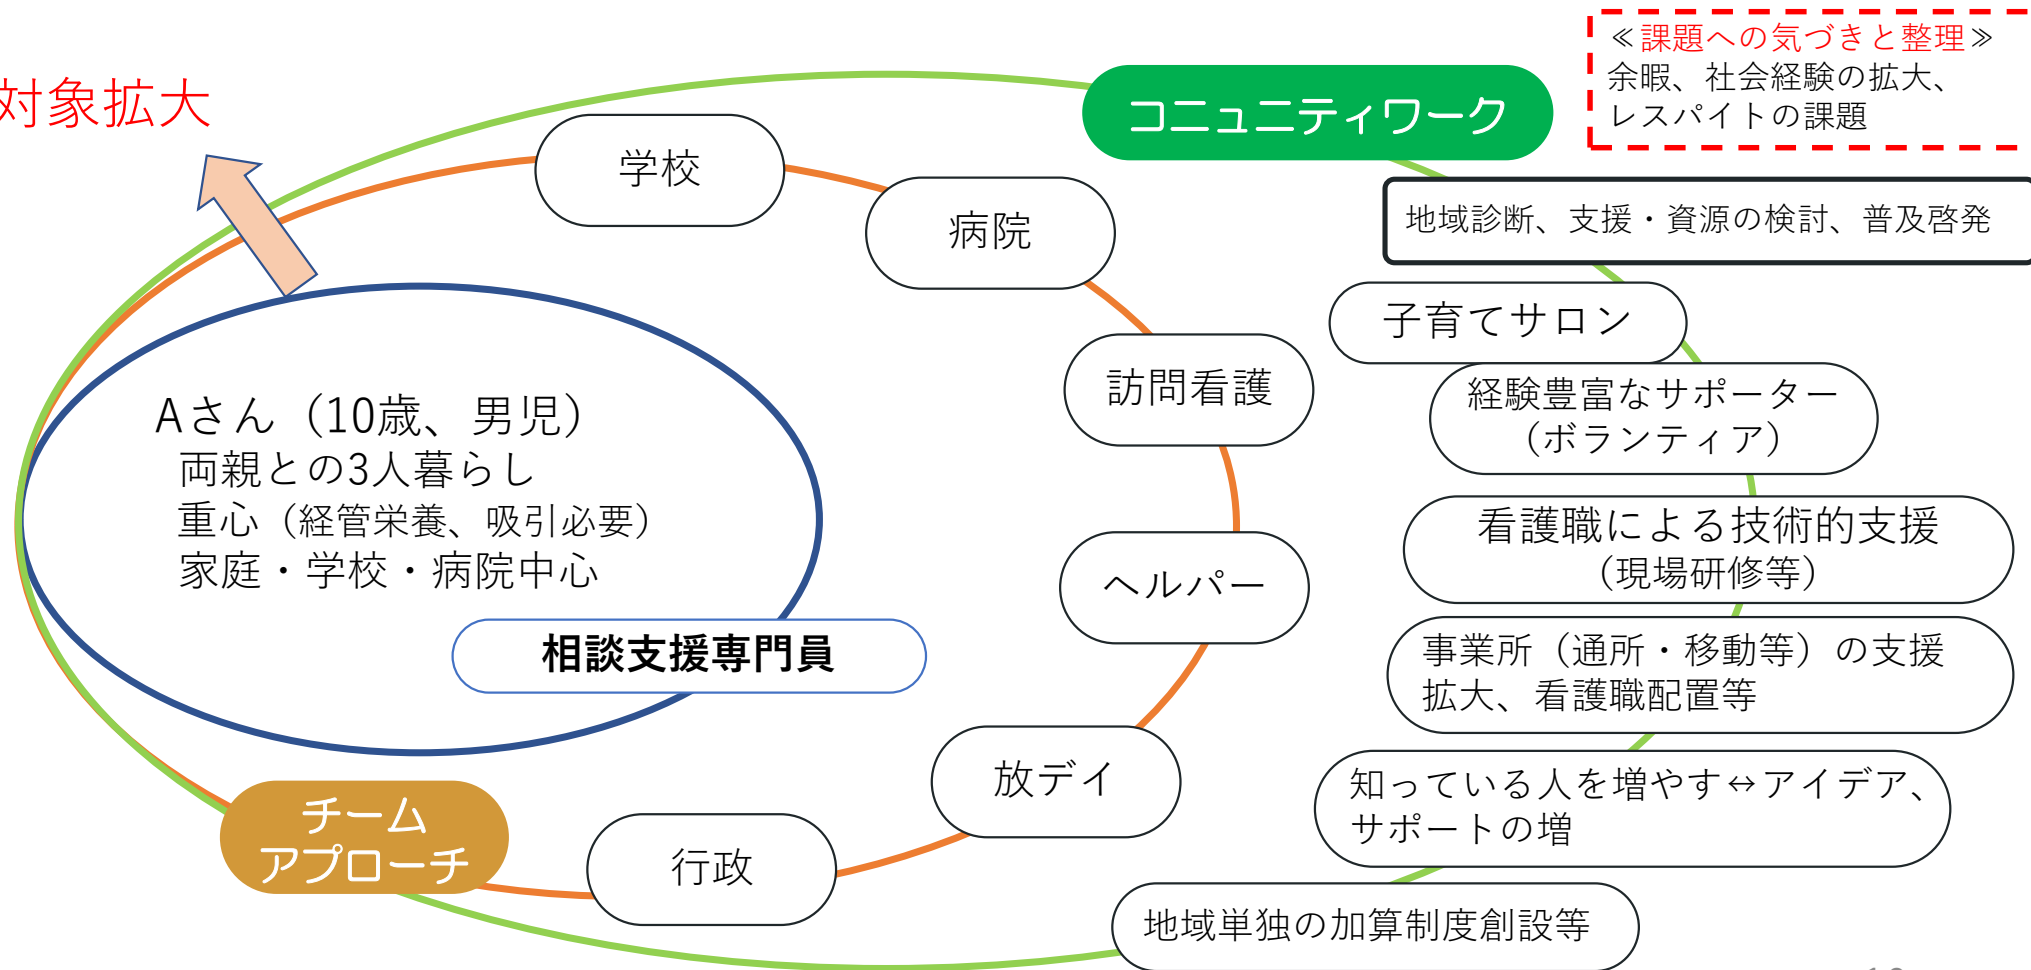 ≪課題への気づきと整理≫
余暇、社会経験の拡大、
レスパイトの課題
対象拡大
コミュニティワーク
学校
病院
地域診断、支援・資源の検討、普及啓発
子育てサロン
訪問看護
経験豊富なサポーター
（ボランティア）
Aさん（10歳、男児）
両親との3人暮らし
重心（経管栄養、吸引必要）
家庭・学校・病院中心
看護職による技術的支援
（現場研修等）
ヘルパー
相談支援専門員
事業所（通所・移動等）の支援
拡大、看護職配置等
放デイ
知っている人を増やす⇔アイデア、
サポートの増
チーム
アプローチ
行政
地域単独の加算制度創設等